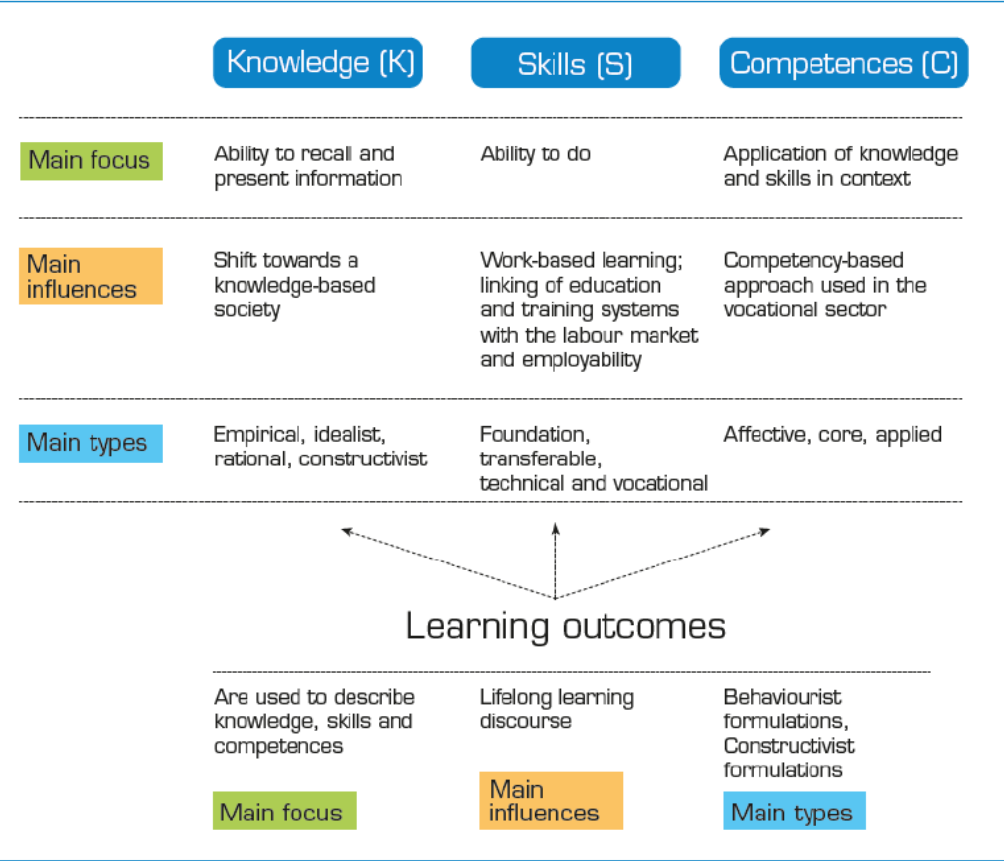 Knowledge (K)
Skills (S)
Competences (C)
Main focus
Ability to recall and
present information
Ability to do
Application of knowledge
and skills in context
Main
influences
Shift towards a
knowledge-based
society
Work-based learning;
linking of education
and training systems
with the labour market
and employability
Competency-based
approach used in the
vocational sector
Main types
Empirical, idealist,
rational, constructivist
Foundation,
transferable,
technical and vocational
Affective, core, applied
Learning outcomes
Are used to describe
knowledge, skills and
competences
Main focus
Lifelong learning
discourse
Main
influences
Behaviourist
formulations,
Constructivist
formulations
Main types